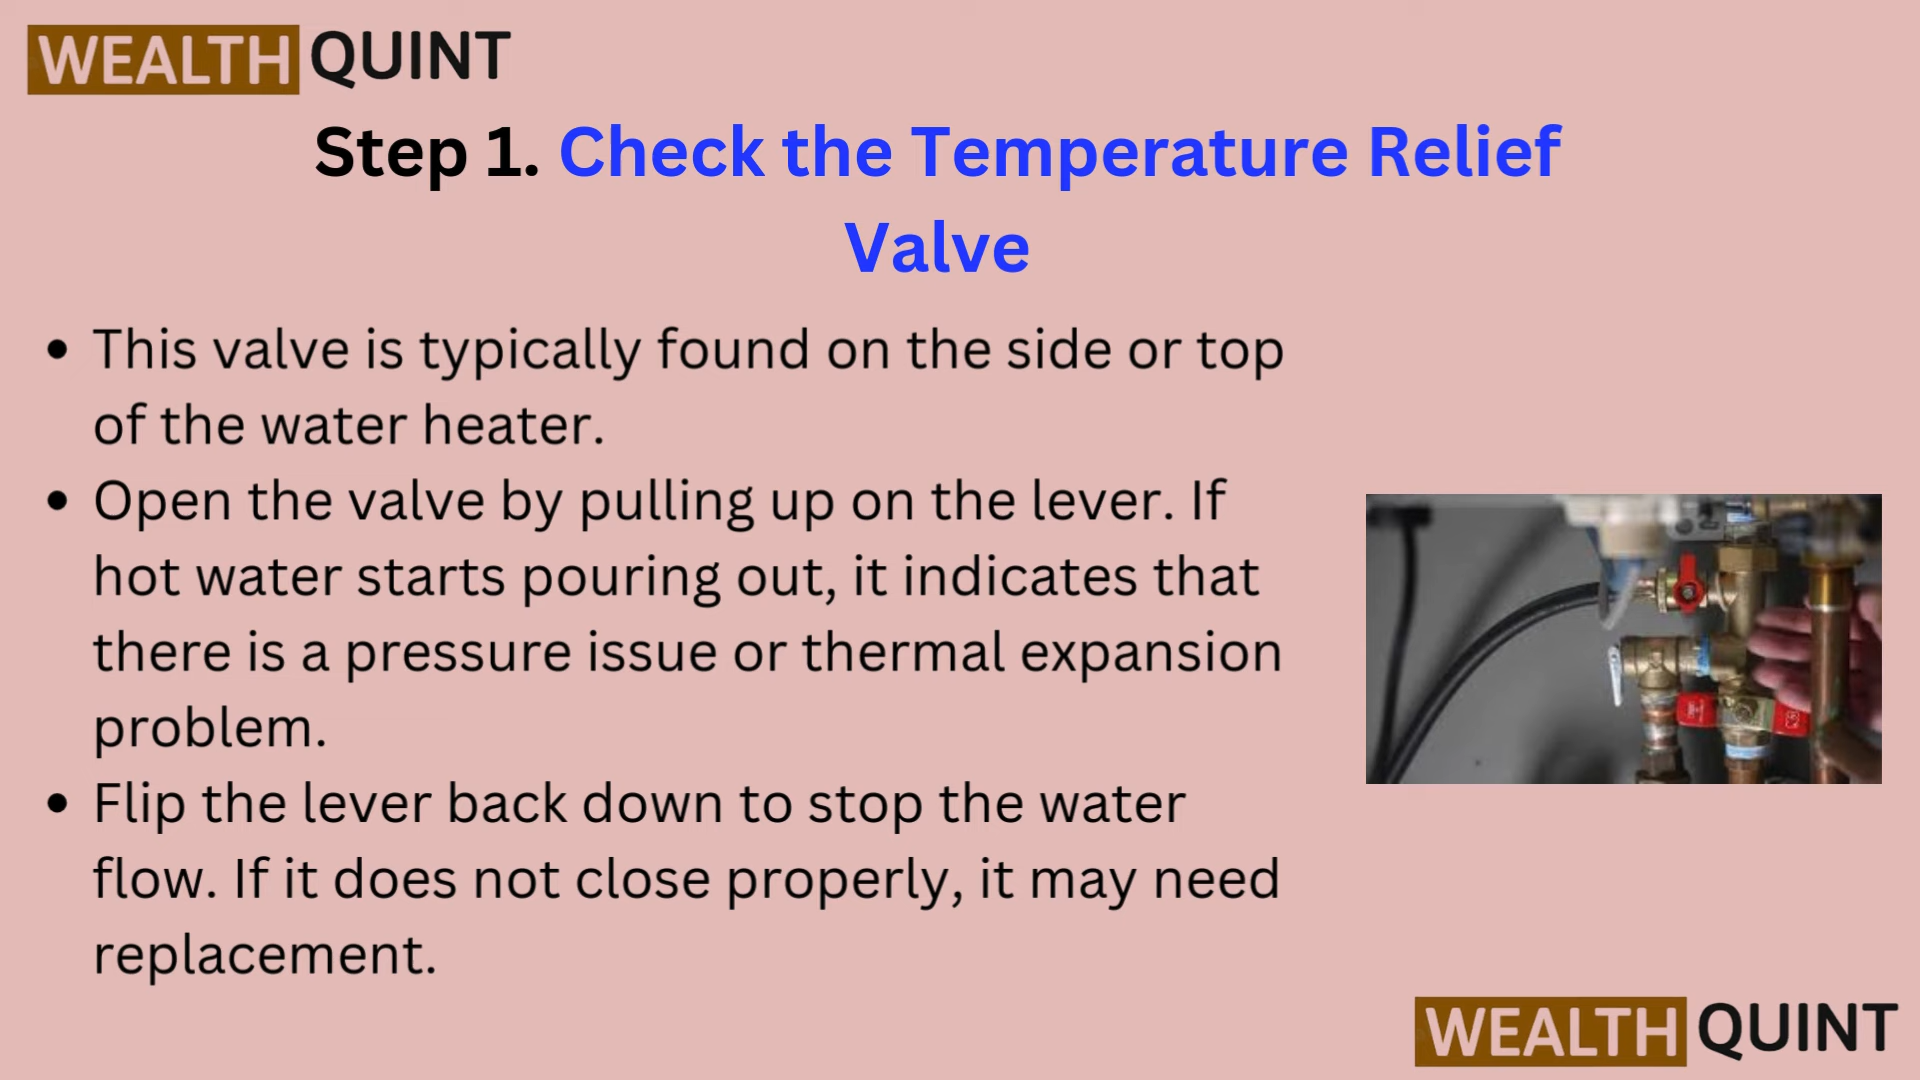 WEALTH QUINT
Step 1. Check the Temperature Relief
Valve
• This valve is typically found on the side or top
of the water heater.
• Open the valve by pulling up on the lever. If
hot water starts pouring out, it indicates that
there is a pressure issue or thermal expansion
problem.
• Flip the lever back down to stop the water
flow. If it does not close properly, it may need
replacement.
WEALTH QUINT